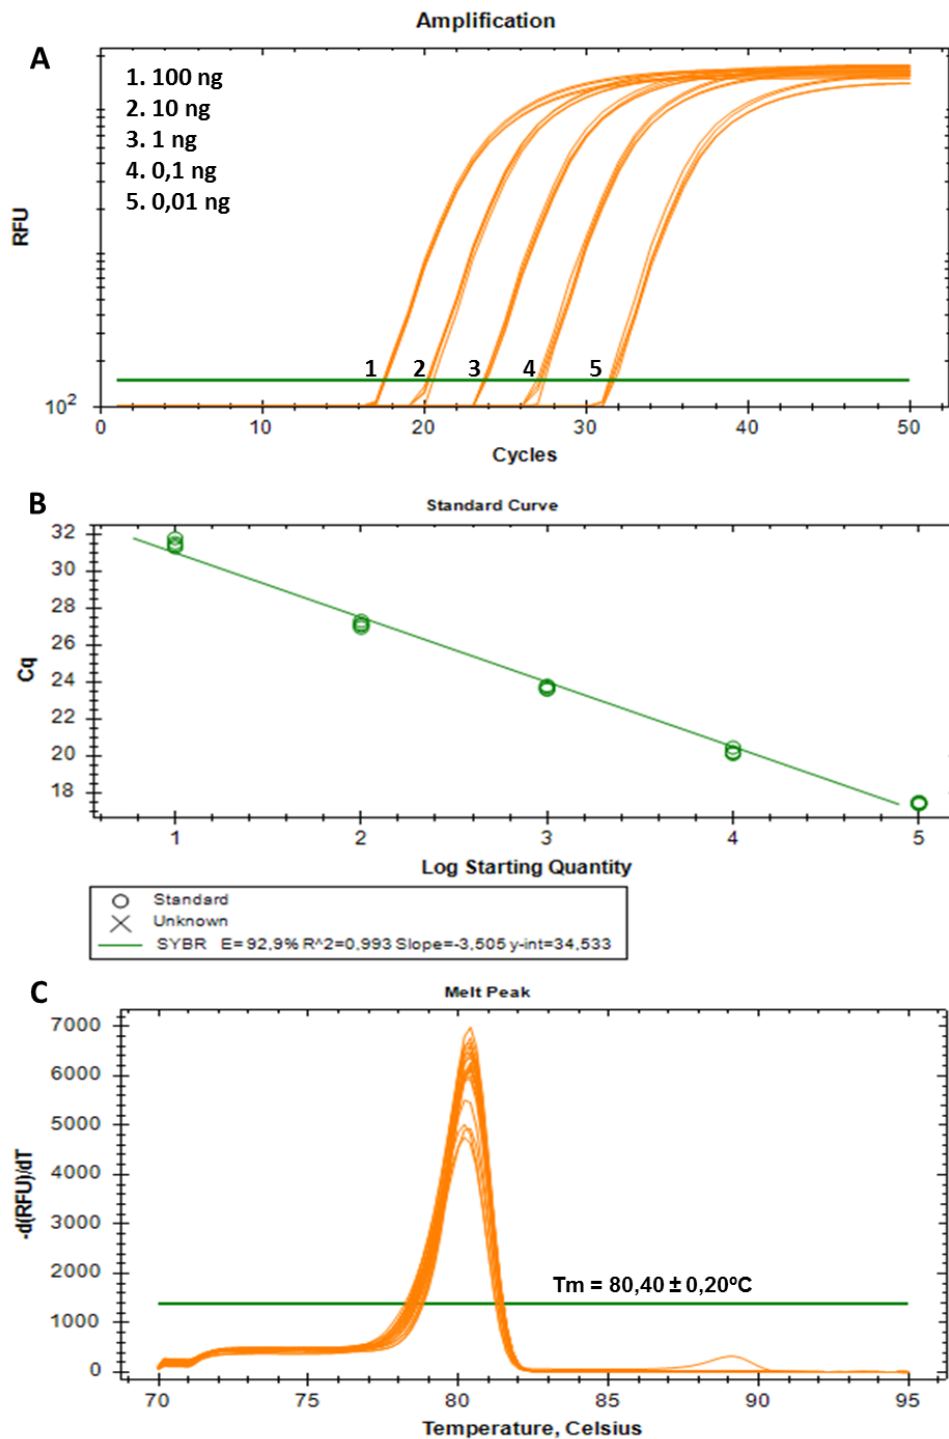 Amplification
A
1. 100 ng
2. 10 ng
3. 1 ng
4. 0,1 ng
5. 0,01 ng
RFU
1 2 3 4 5
10²
0 10 20 30 40 50
Cycles
B
Standard Curve
32
30
28
26
24
22
20
18
Cq
1 2 3 4 5
Log Starting Quantity
Standard
Unknown
SYBR E= 92,9% R^2=0,993 Slope=-3,505 y-int=34,533
C
Melt Peak
7000
6000
5000
4000
3000
2000
1000
0
-d(RFU)/dT
Tm = 80,40 ± 0,20ºC
70 75 80 85 90 95
Temperature, Celsius